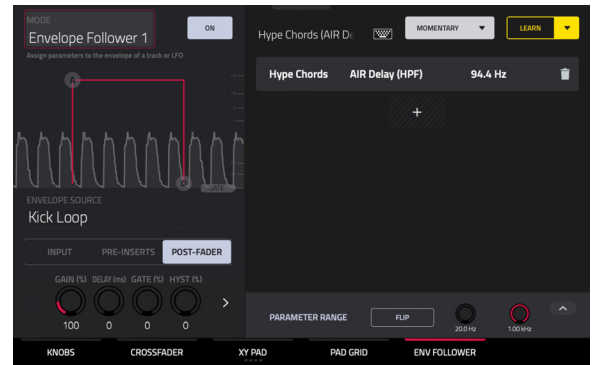 MODE
Envelope Follower 1
ON
Assign parameters to the envelope of a track or LFO
A
D
GATE
ENVELOPE SOURCE
Kick Loop
INPUT PRE-INSERTS POST-FADER
GAIN (%) DELAY (ms) GATE (%) HYST (%)
100 0 0 0
Hype Chords (AIR De
MOMENTARY
LEARN
Hype Chords AIR Delay (HPF) 94.4 Hz
+
PARAMETER RANGE FLIP
20.0 Hz 1.00 kHz
KNOBS CROSSFADER XY PAD PAD GRID ENV FOLLOWER